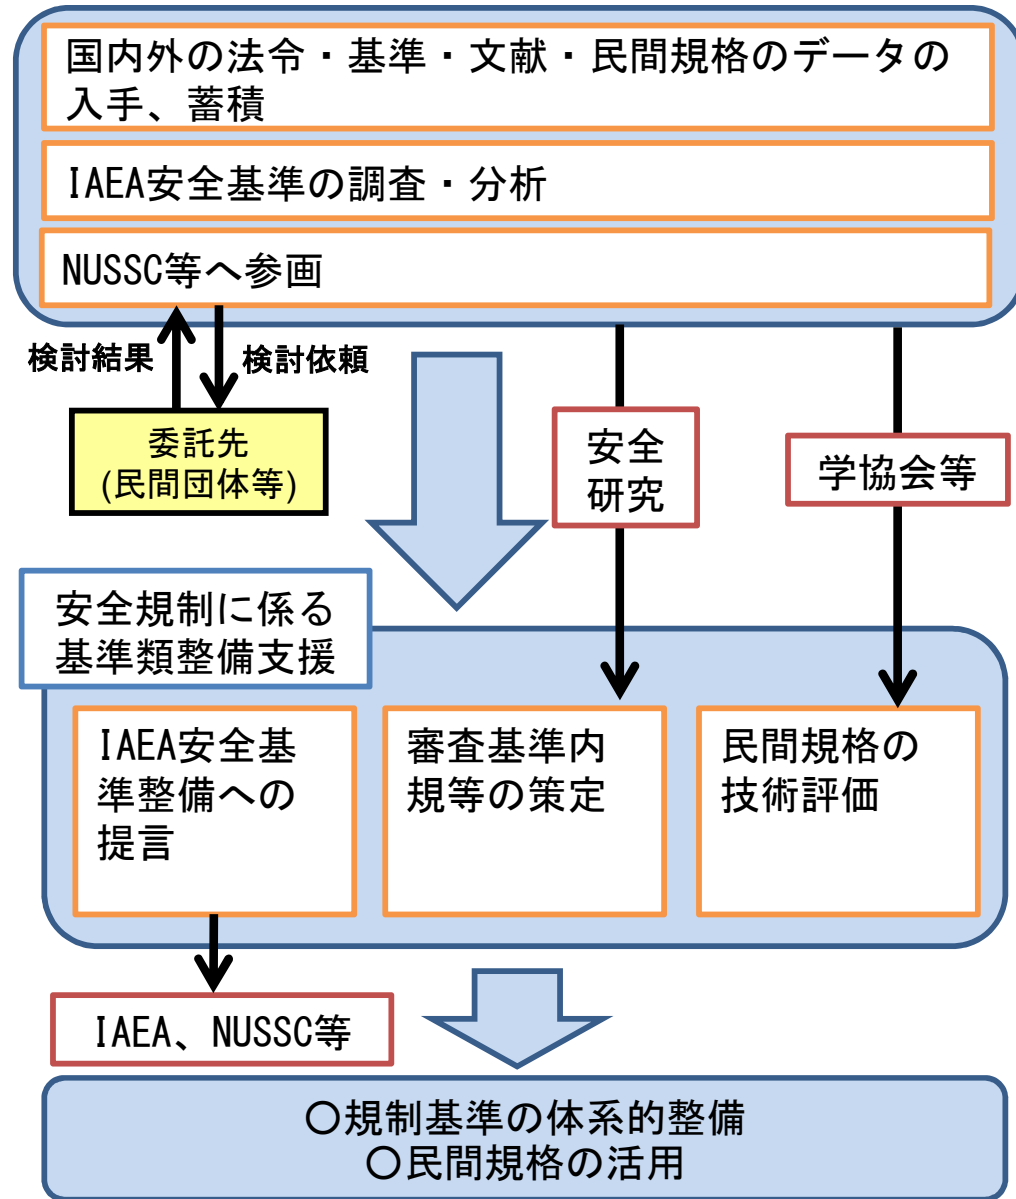 国内外の法令・基準・文献・民間規格のデータの
入手、蓄積
IAEA安全基準の調査・分析
NUSSC等へ参画
検討結果
検討依頼
委託先
(民間団体等)
安全
研究
学協会等
安全規制に係る
基準類整備支援
IAEA安全基
準整備への
提言
審査基準内
規等の策定
民間規格の
技術評価
IAEA、NUSSC等
○規制基準の体系的整備
○民間規格の活用